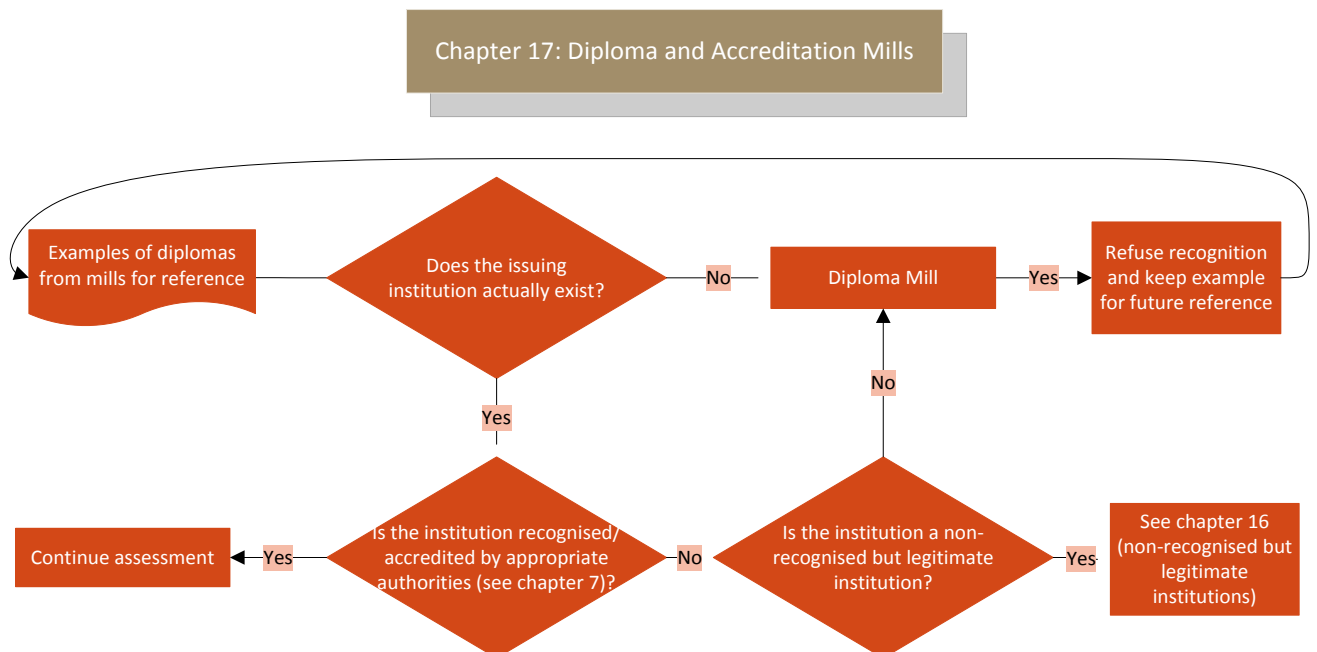 Chapter 17: Diploma and Accreditation Mills
Examples of diplomas
from mills for reference
Does the issuing
institution actually exist?
No
Diploma Mill
Yes
Refuse recognition
and keep example
for future reference
Yes
No
Continue assessment
Yes
Is the institution recognised/
accredited by appropriate
authorities (see chapter 7)?
No
Is the institution a non-
recognised but legitimate
institution?
Yes
See chapter 16
(non-recognised but
legitimate
institutions)